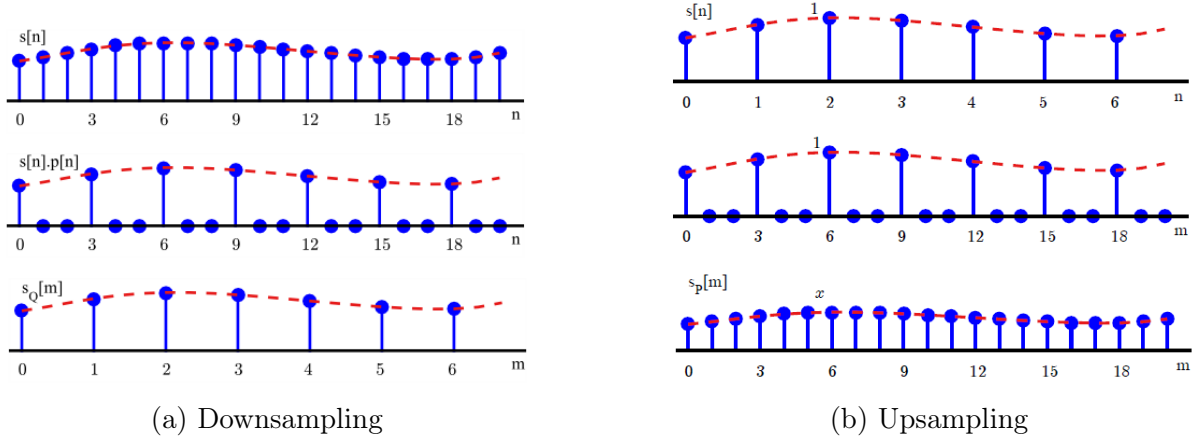 s[n]
0 3 6 9 12 15 18 n
s[n].p[n]
0 3 6 9 12 15 18 n
s_Q[m]
0 1 2 3 4 5 6 m
(a) Downsampling
s[n] 1
0 1 2 3 4 5 6 n
1
0 3 6 9 12 15 18 m
s_P[m] x
0 3 6 9 12 15 18 m
(b) Upsampling